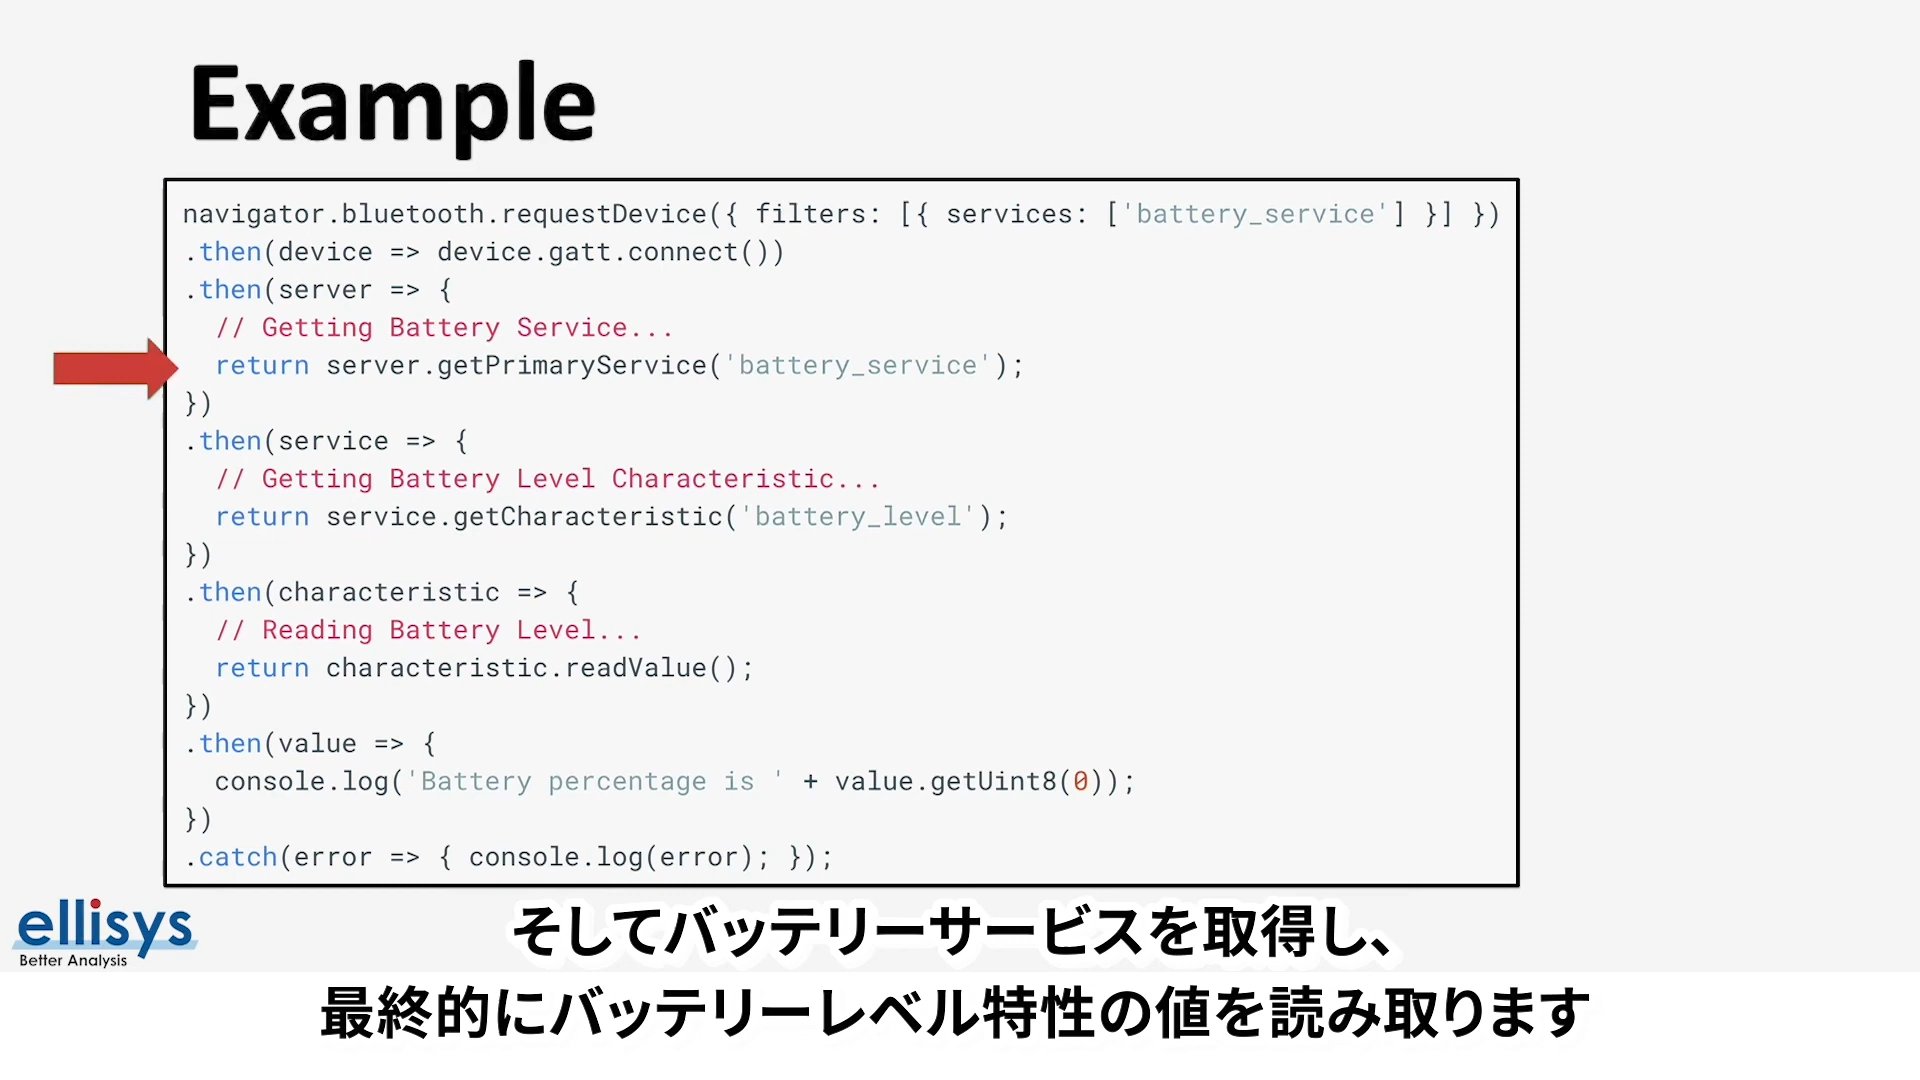 Example
navigator.bluetooth.requestDevice({ filters: [{ services: ['battery_service'] }] })
.then(device => device.gatt.connect())
.then(server => {
  // Getting Battery Service...
  return server.getPrimaryService('battery_service');
})
.then(service => {
  // Getting Battery Level Characteristic...
  return service.getCharacteristic('battery_level');
})
.then(characteristic => {
  // Reading Battery Level...
  return characteristic.readValue();
})
.then(value => {
  console.log('Battery percentage is ' + value.getUint8(0));
})
.catch(error => { console.log(error); });
ellisys
Better Analysis
そしてバッテリーサービスを取得し、
最終的にバッテリーレベル特性の値を読み取ります